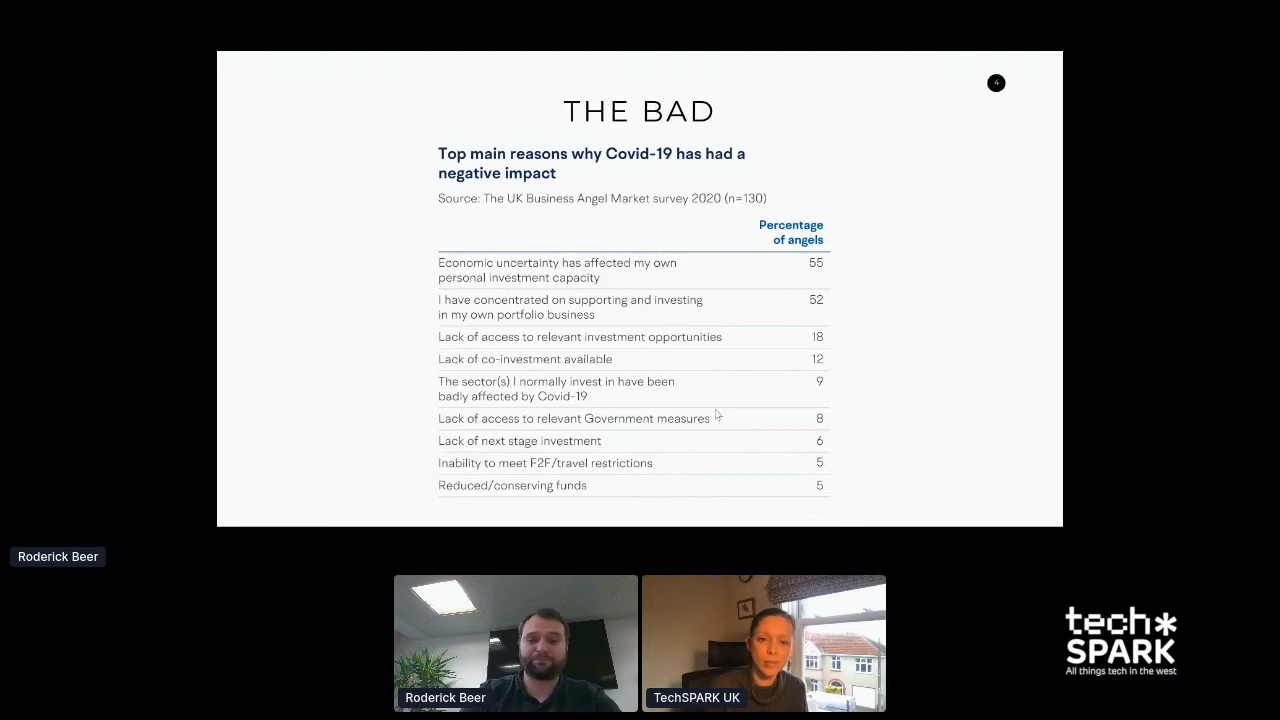 4
THE BAD
Top main reasons why Covid-19 has had a
negative impact
Source: The UK Business Angel Market survey 2020 (n=130)
Percentage
of angels
Economic uncertainty has affected my own
personal investment capacity
55
I have concentrated on supporting and investing
in my own portfolio business
52
Lack of access to relevant investment opportunities 18
Lack of co-investment available 12
The sector(s) I normally invest in have been
badly affected by Covid-19
9
Lack of access to relevant Government measures 8
Lack of next stage investment 6
Inability to meet F2F/travel restrictions 5
Reduced/conserving funds 5
Roderick Beer
Roderick Beer
TechSPARK UK
tech*
SPARK
All things tech in the west